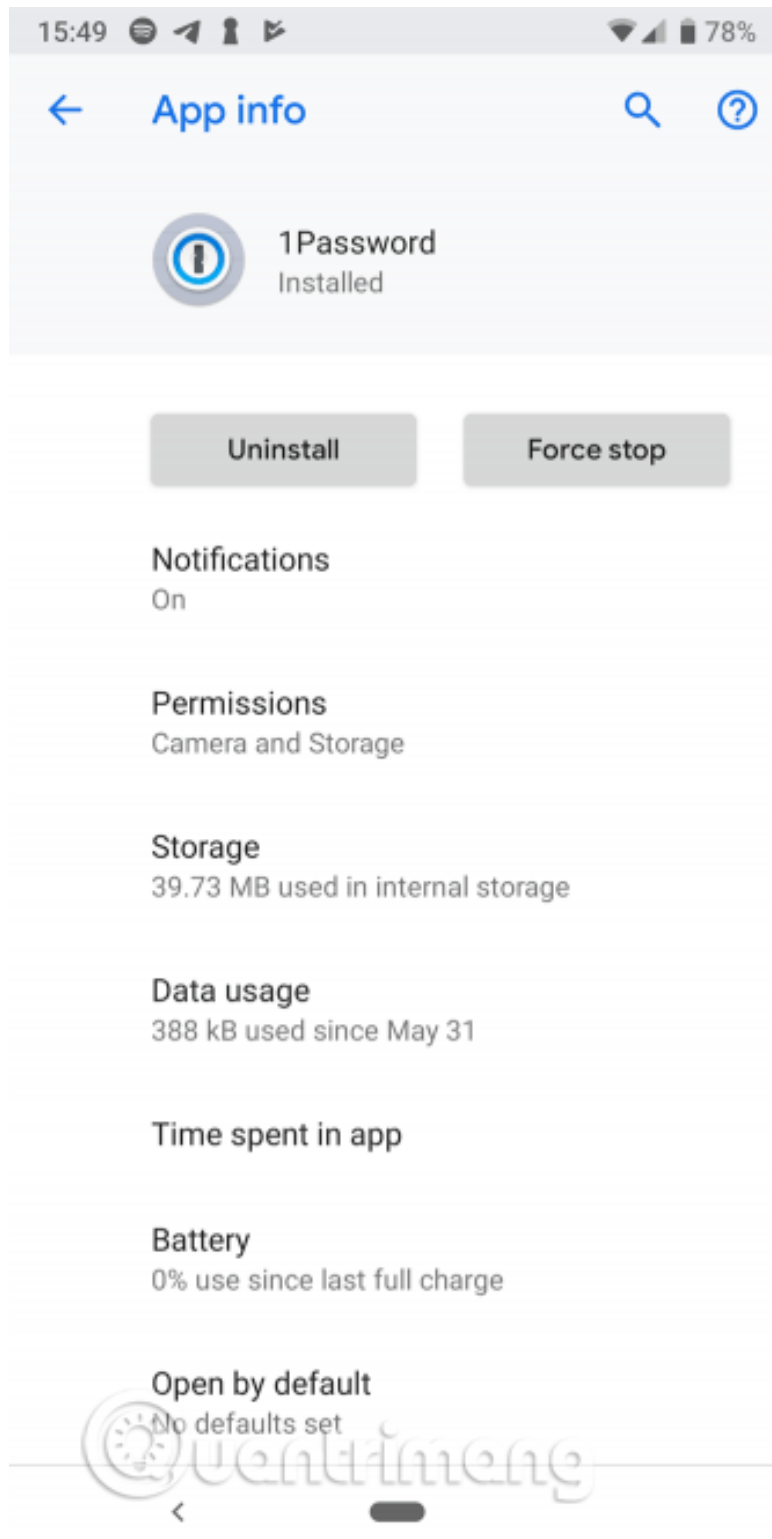 15:49 78%
App info
1Password
Installed
Uninstall Force stop
Notifications
On
Permissions
Camera and Storage
Storage
39.73 MB used in internal storage
Data usage
388 kB used since May 31
Time spent in app
Battery
0% use since last full charge
Open by default
No defaults set
Quantrimang